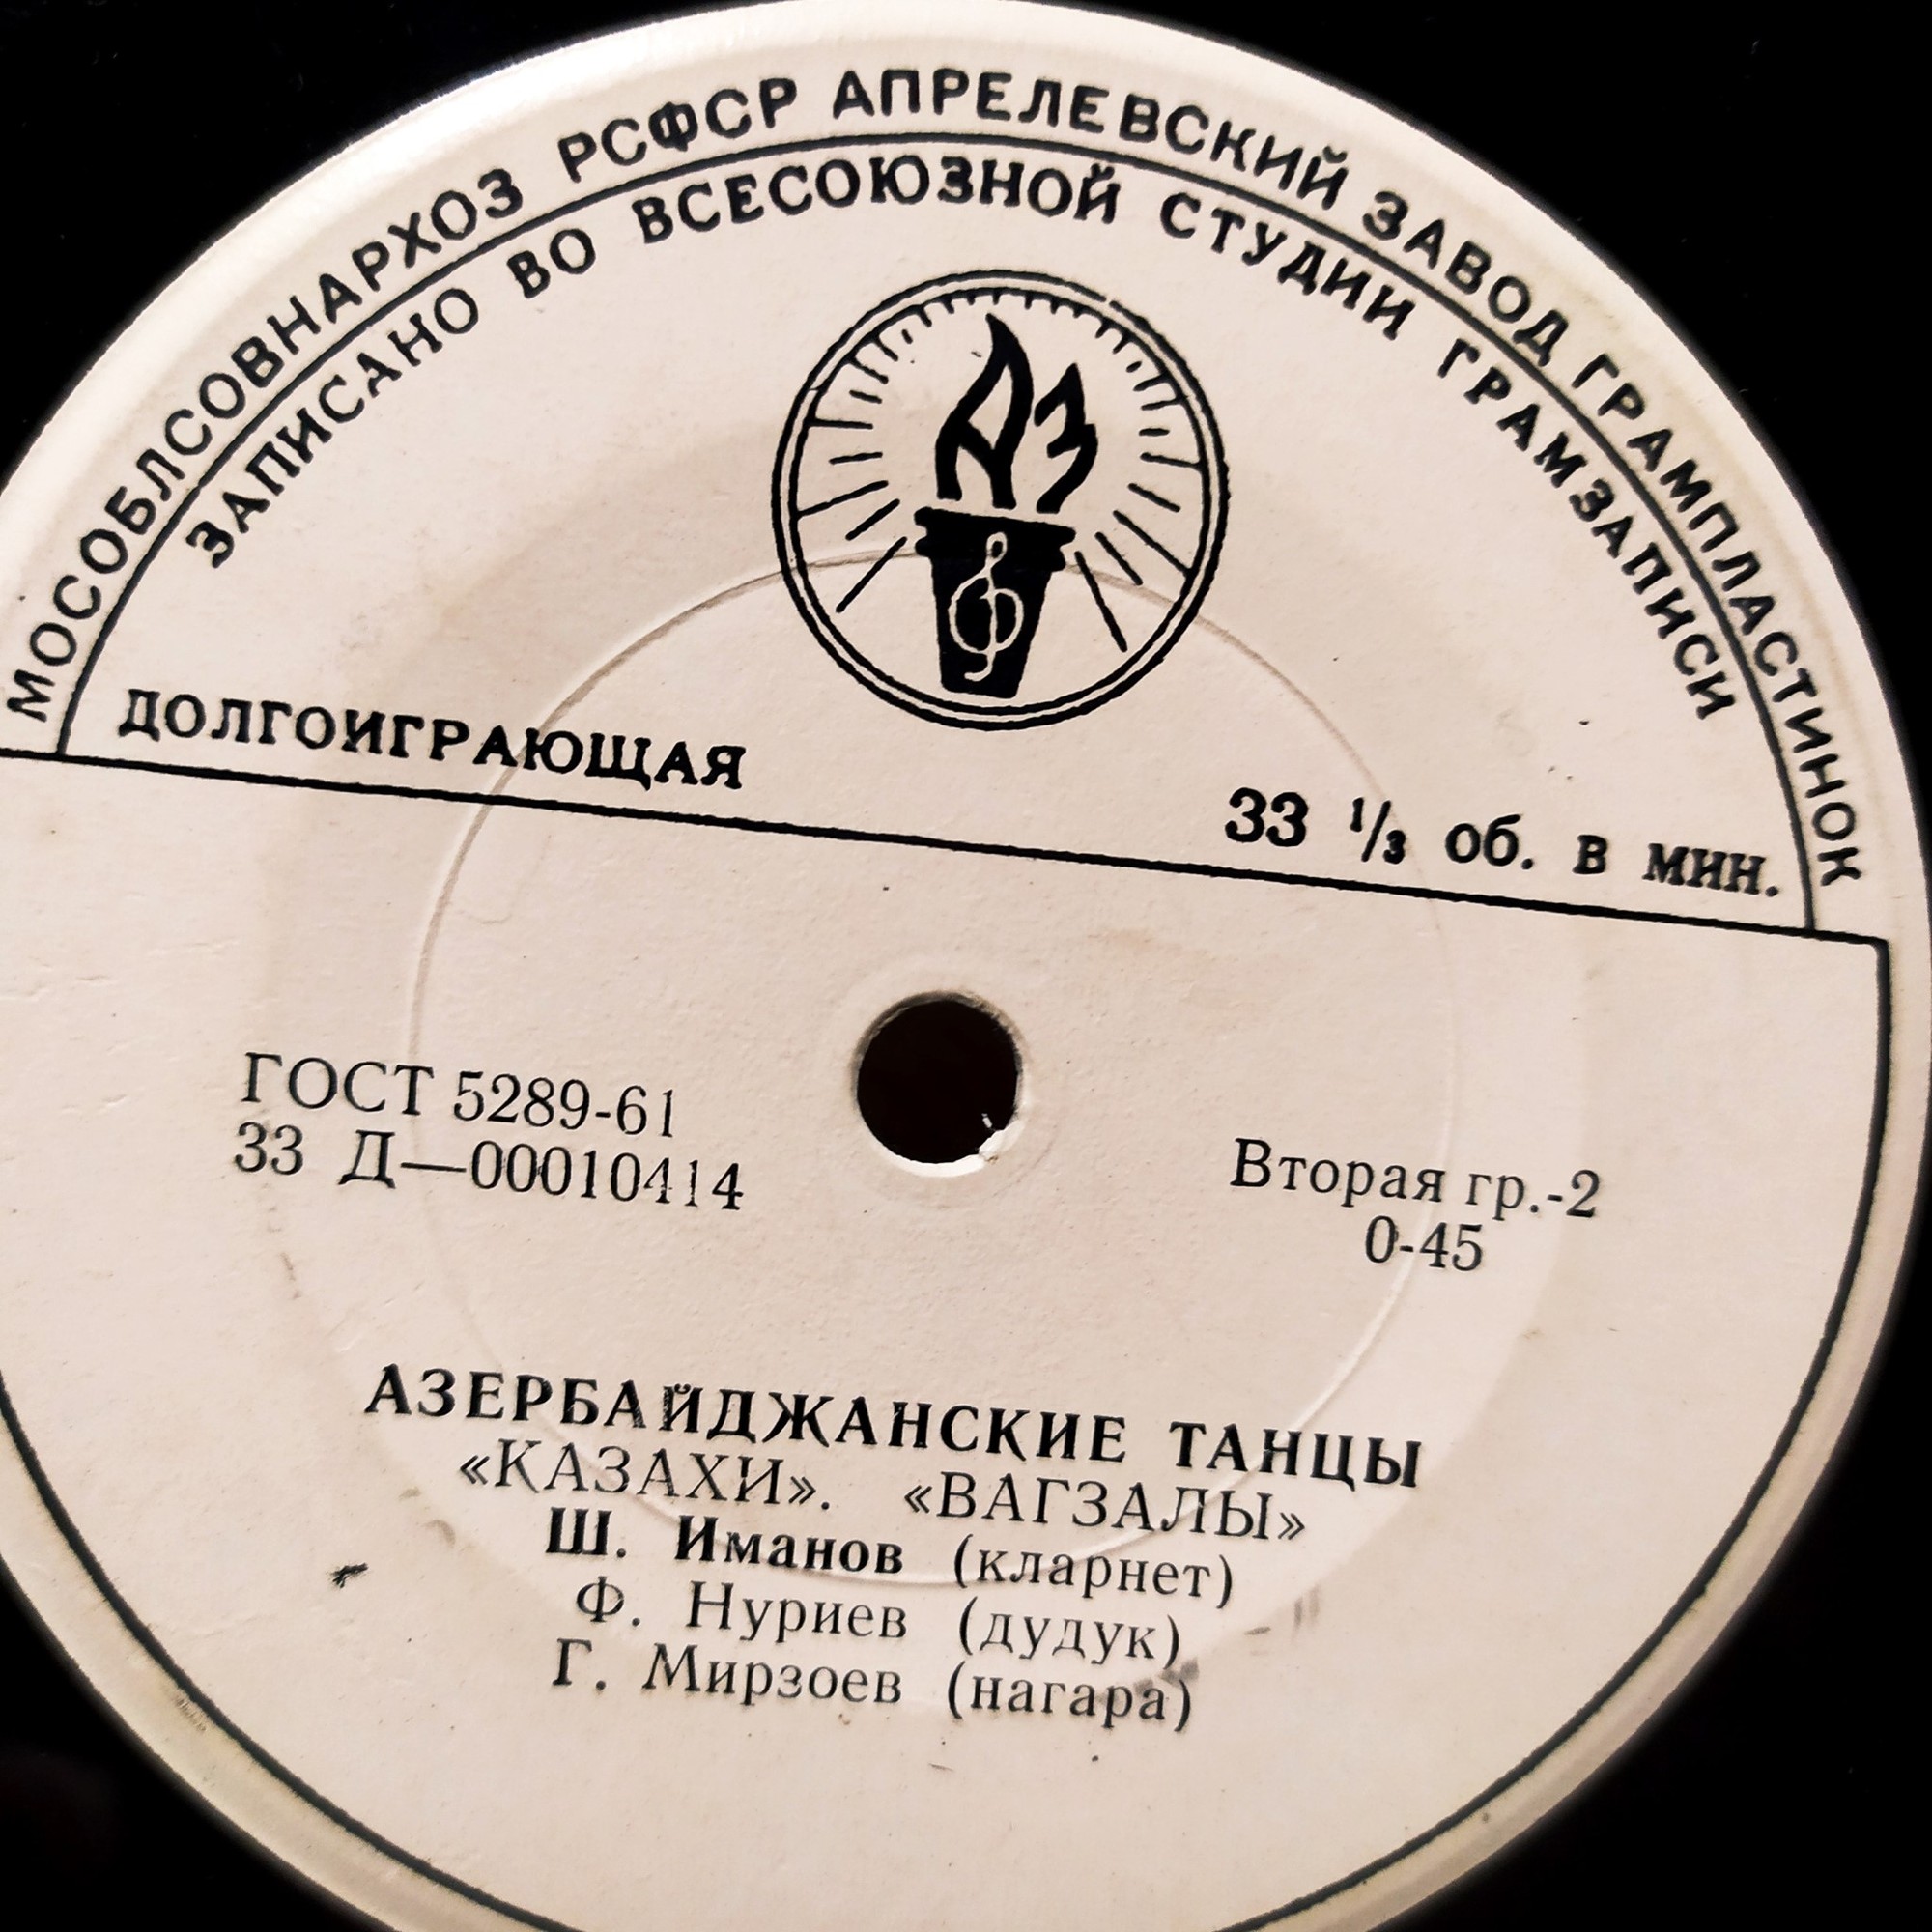 МОСОБЛСОВНАРХОЗ РСФСР АПРЕЛЕВСКИЙ ЗАВОД ГРАМПЛАСТИНОК
ЗАПИСАНО ВО ВСЕСОЮЗНОЙ СТУДИИ ГРАМЗАПИСИ
АЗ
ДОЛГОИГРАЮЩАЯ
33 1/3 об. в мин.
ГОСТ 5289-61
33 Д—00010414
Вторая гр.-2
0-45
АЗЕРБАЙДЖАНСКИЕ ТАНЦЫ
«КАЗАХИ». «ВАГЗАЛЫ»
Ш. Иманов (кларнет)
Ф. Нуриев (дудук)
Г. Мирзоев (нагара)